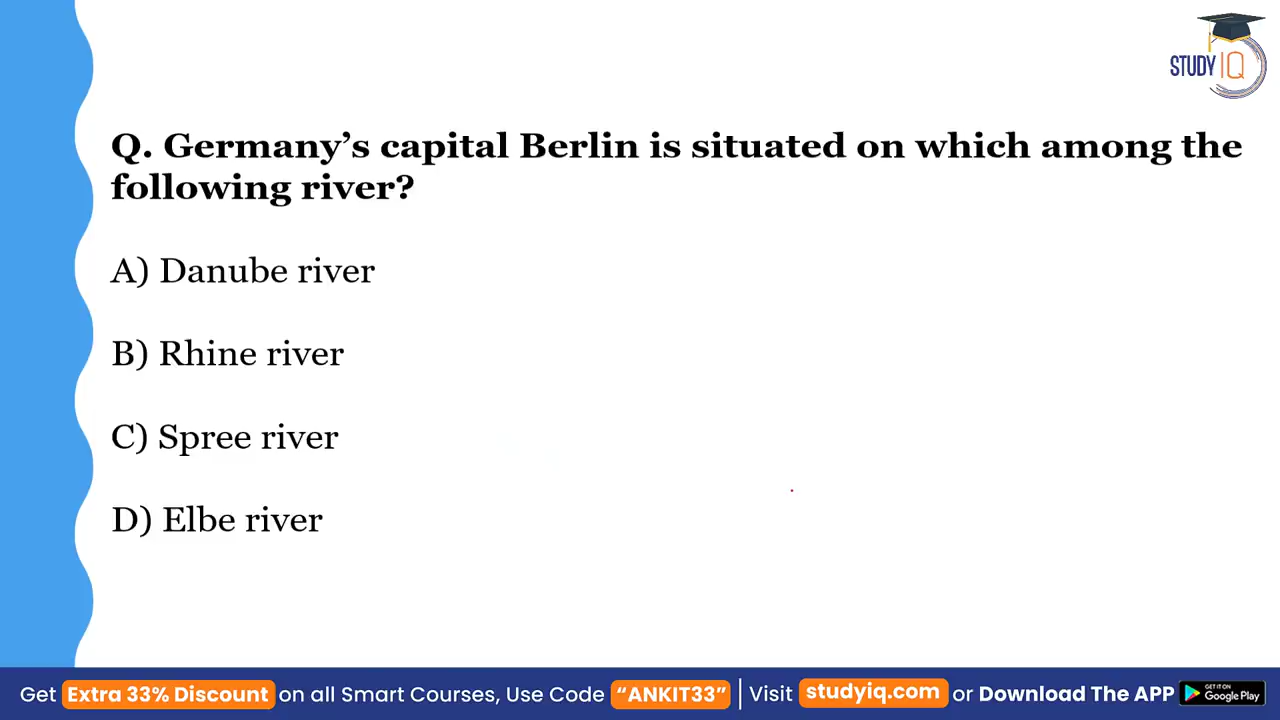 STUDY IQ
Q. Germany’s capital Berlin is situated on which among the
following river?
A) Danube river
B) Rhine river
C) Spree river
D) Elbe river
Get Extra 33% Discount on all Smart Courses, Use Code “ANKIT33” Visit studyiq.com or Download The APP GET IT ON Google Play